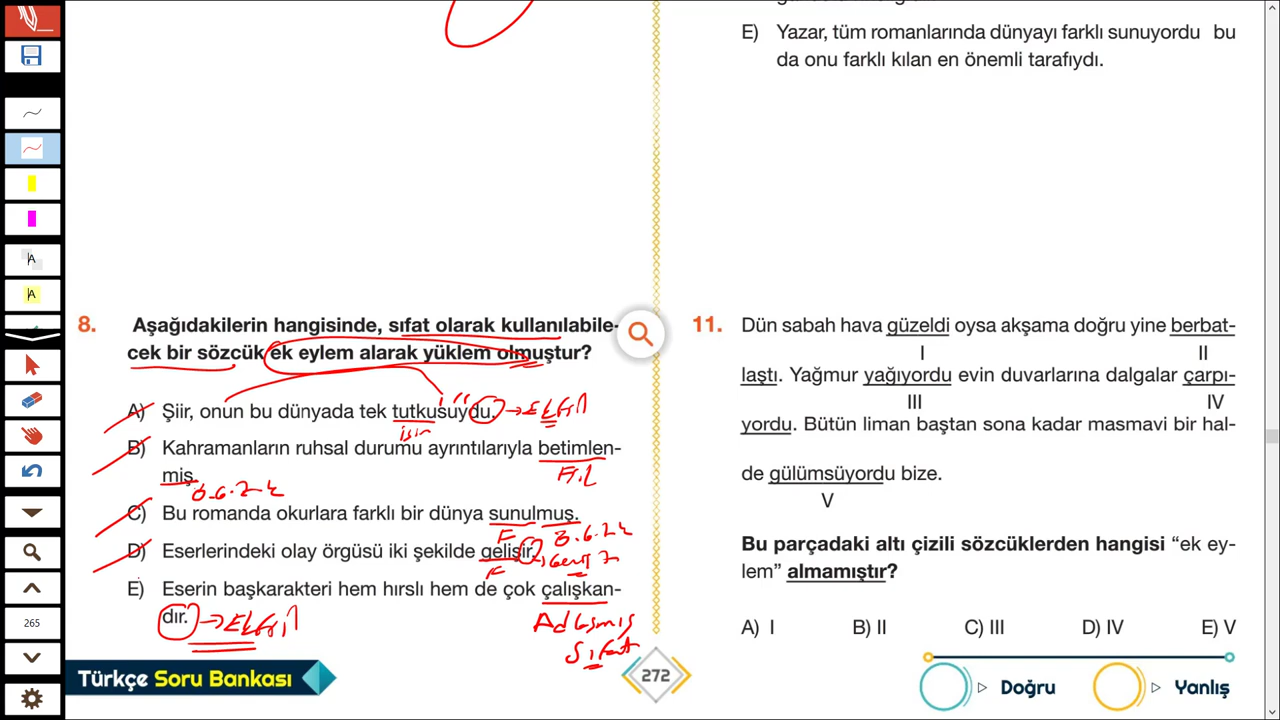 8. Aşağıdakilerin hangisinde, sıfat olarak kullanılabile-
cek bir sözcük ek eylem alarak yüklem olmuştur?
A) Şiir, onun bu dünyada tek tutkusuydu. → Ek fiil
isim
B) Kahramanların ruhsal durumu ayrıntılarıyla betimlen-
miş.
Fiil
C) Bu romanda okurlara farklı bir dünya sunulmuş.
F
D) Eserlerindeki olay örgüsü iki şekilde gelişir.
F
E) Eserin başkarakteri hem hırslı hem de çok çalışkan-
dır. → Ek fiil
Adlaşmış
Sıfat
265
Türkçe Soru Bankası
272
E) Yazar, tüm romanlarında dünyayı farklı sunuyordu bu
da onu farklı kılan en önemli tarafıydı.
11. Dün sabah hava güzeldi oysa akşama doğru yine berbat-
I II
laştı. Yağmur yağıyordu evin duvarlarına dalgalar çarpı-
III IV
yordu. Bütün liman baştan sona kadar masmavi bir hal-
de gülümsüyordu bize.
V
Bu parçadaki altı çizili sözcüklerden hangisi “ek ey-
lem” almamıştır?
A) I B) II C) III D) IV E) V
Doğru Yanlış